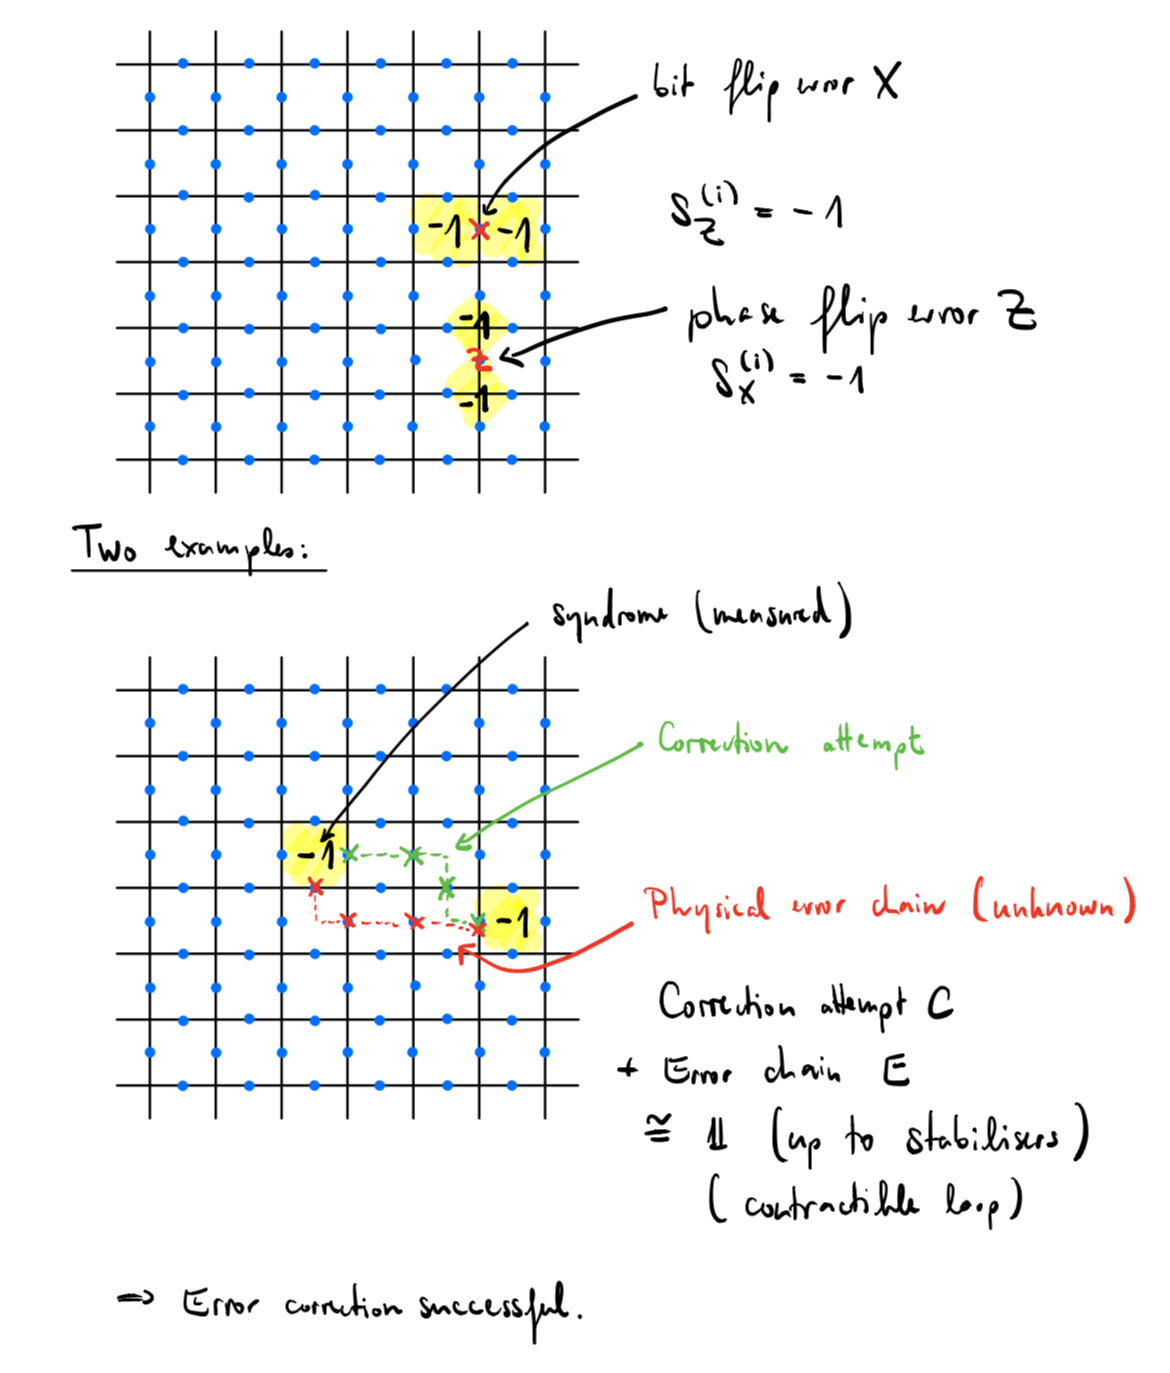 bit flip error X
-1 X -1
S_Z^(i) = -1
-1
phase flip error Z
Z
S_X^(i) = -1
-1
Two examples:
syndrome (measured)
Correction attempt
-1
Physical error chain (unknown)
-1
Correction attempt C
+ Error chain E
≅ 𝟙 (up to stabilisers)
(contractible loop)
⇒ Error correction successful.